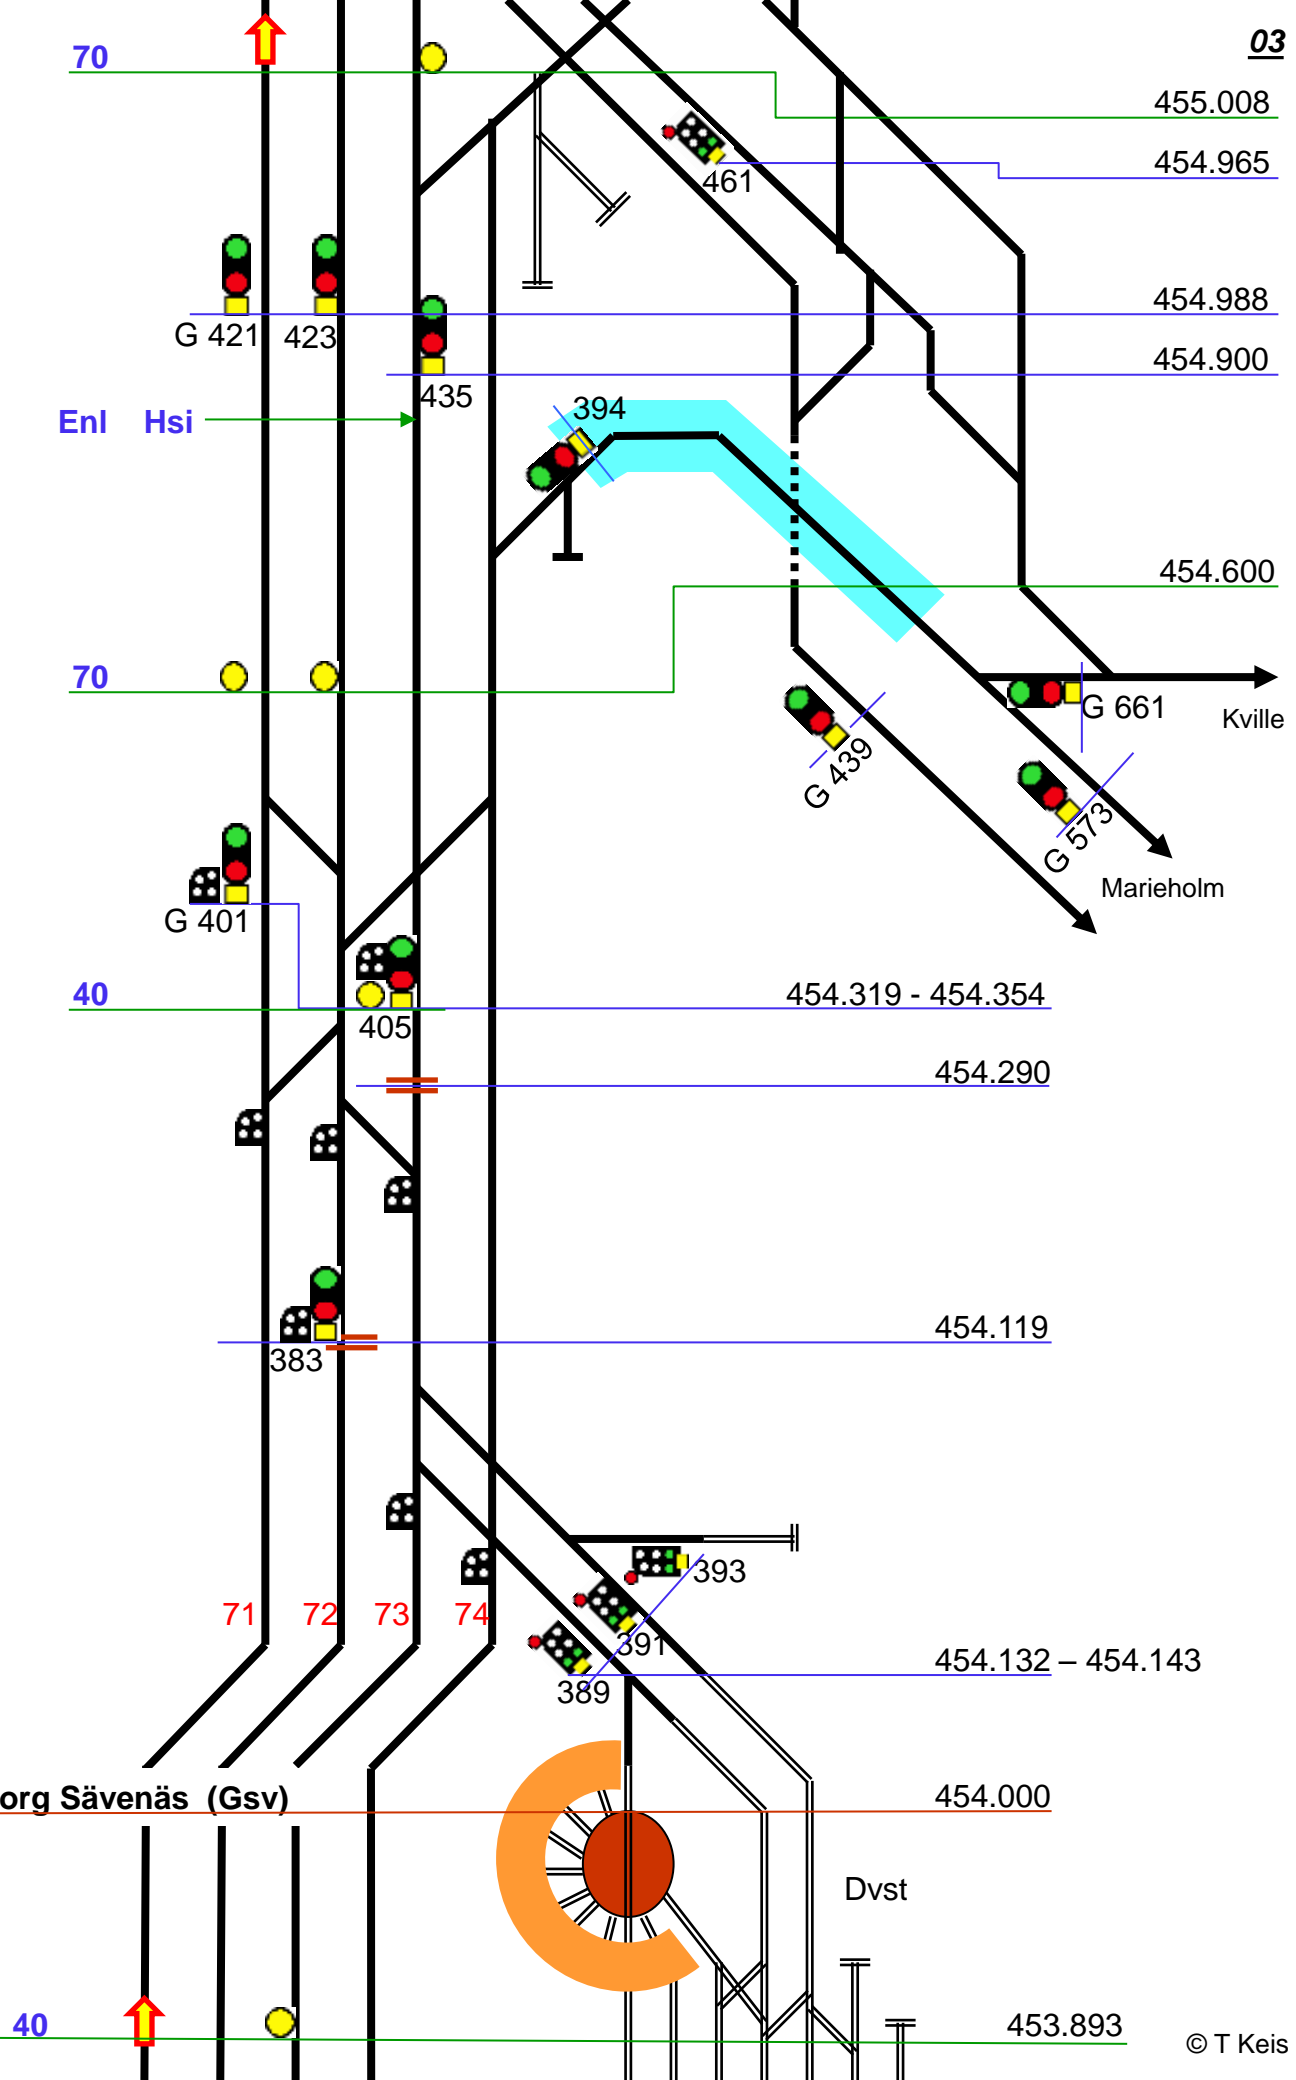 03
70
455.008
454.965
461
454.988
G 421 423
454.900
435
Enl Hsi
394
454.600
70
G 661
Kville
G 439
G 573
Marieholm
G 401
40
454.319 - 454.354
405
454.290
454.119
383
393
71 72 73 74
391
454.132 – 454.143
389
org Sävenäs (Gsv)
454.000
Dvst
40
453.893
© T Keis